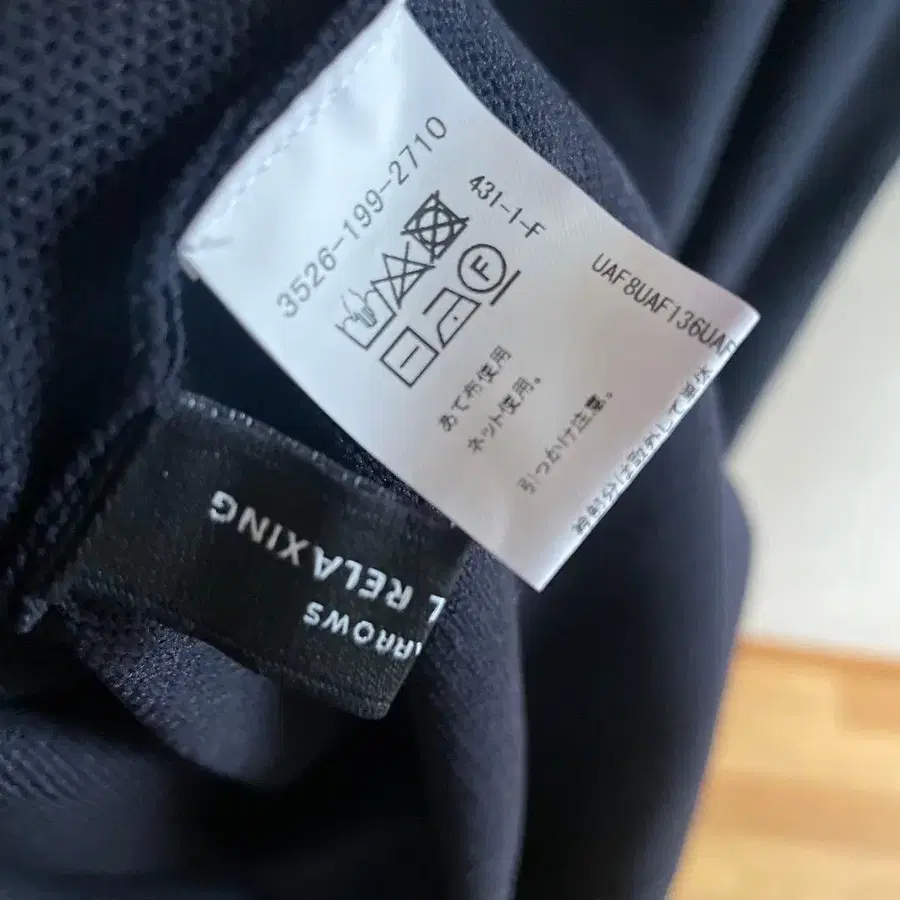 3526-199-2710
431-1-F
F
あて布使用
ネット使用。
引っかけ注意。
UAF8UAF136UAF
ARROWS
L RELAXING